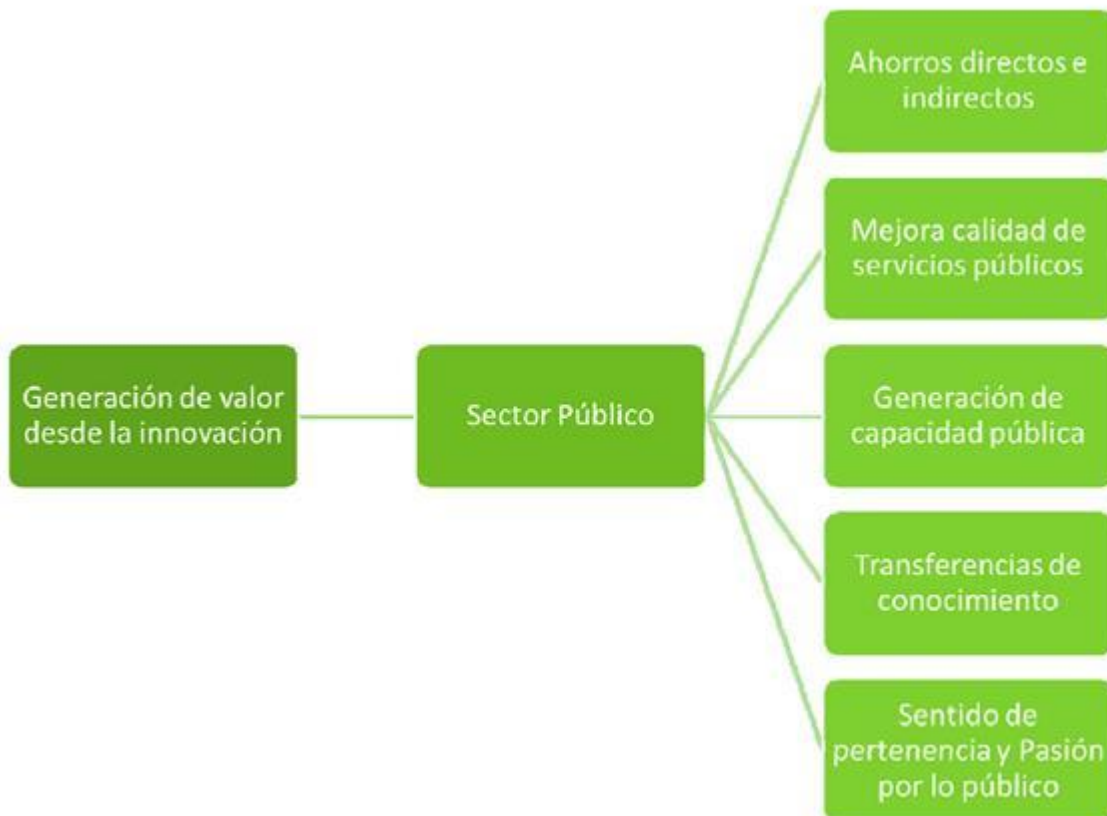 Generación de valor
desde la innovación
Sector Público
Ahorros directos e
indirectos
Mejora calidad de
servicios públicos
Generación de
capacidad pública
Transferencias de
conocimiento
Sentido de
pertenencia y Pasión
por lo público